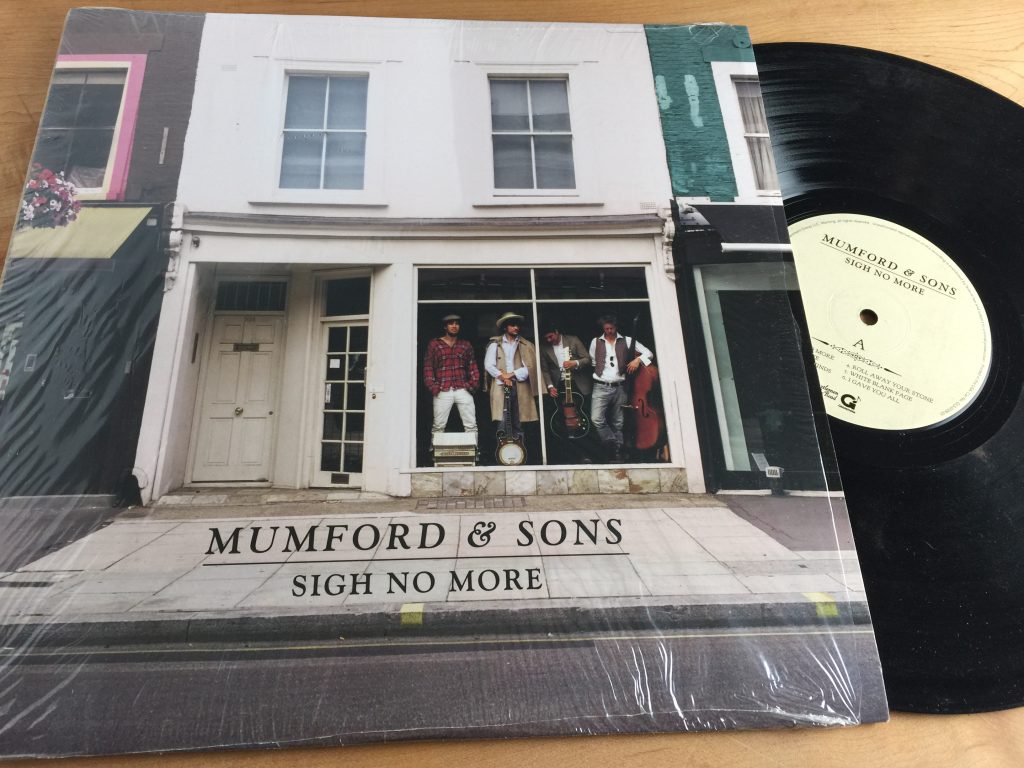 MUMFORD & SONS
SIGH NO MORE
MUMFORD & SONS
SIGH NO MORE
A
MORE
4. ROLL AWAY YOUR STONE
5. WHITE BLANK PAGE
6. I GAVE YOU ALL
G